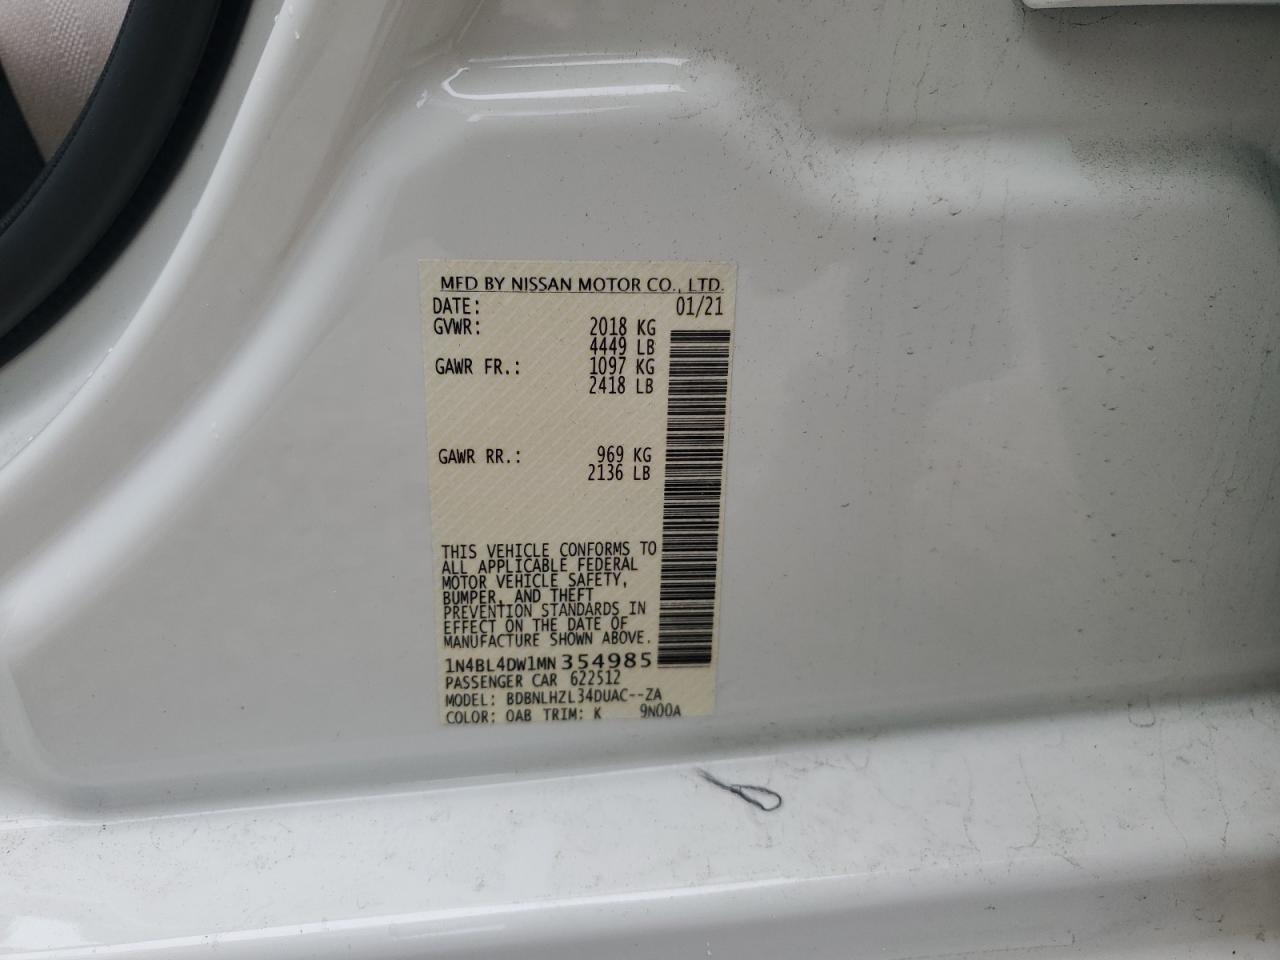 MFD BY NISSAN MOTOR CO., LTD.
DATE: 01/21
GVWR: 2018 KG
4449 LB
GAWR FR.: 1097 KG
2418 LB
GAWR RR.: 969 KG
2136 LB
THIS VEHICLE CONFORMS TO
ALL APPLICABLE FEDERAL
MOTOR VEHICLE SAFETY,
BUMPER, AND THEFT
PREVENTION STANDARDS IN
EFFECT ON THE DATE OF
MANUFACTURE SHOWN ABOVE.
1N4BL4DW1MN354985
PASSENGER CAR 622512
MODEL: BDBNLHZL34DUAC--ZA
COLOR: QAB TRIM: K 9N00A